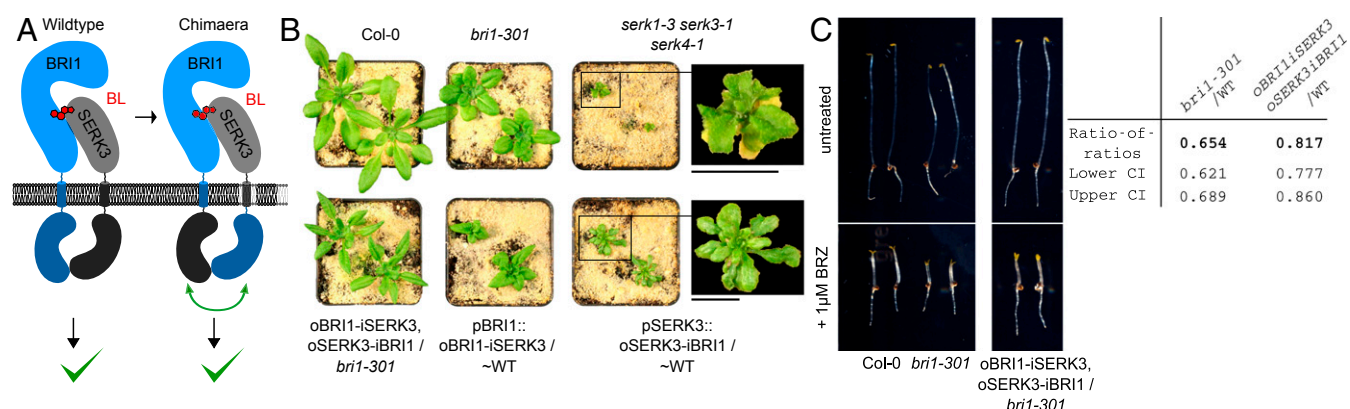 A
Wildtype
Chimaera
BRI1
BL
SERK3
BRI1
BL
SERK3
B
Col-0
bri1-301
serk1-3 serk3-1
serk4-1
oBRI1-iSERK3,
oSERK3-iBRI1 /
bri1-301
pBRI1::
oBRI1-iSERK3 /
~WT
pSERK3::
oSERK3-iBRI1 /
~WT
C
untreated
+ 1µM BRZ
Col-0
bri1-301
oBRI1-iSERK3,
oSERK3-iBRI1 /
bri1-301
bri1-301
/WT
oBRI1iSERK3
oSERK3iBRI1
/WT
Ratio-of-
ratios
0.654
0.817
Lower CI
0.621
0.777
Upper CI
0.689
0.860